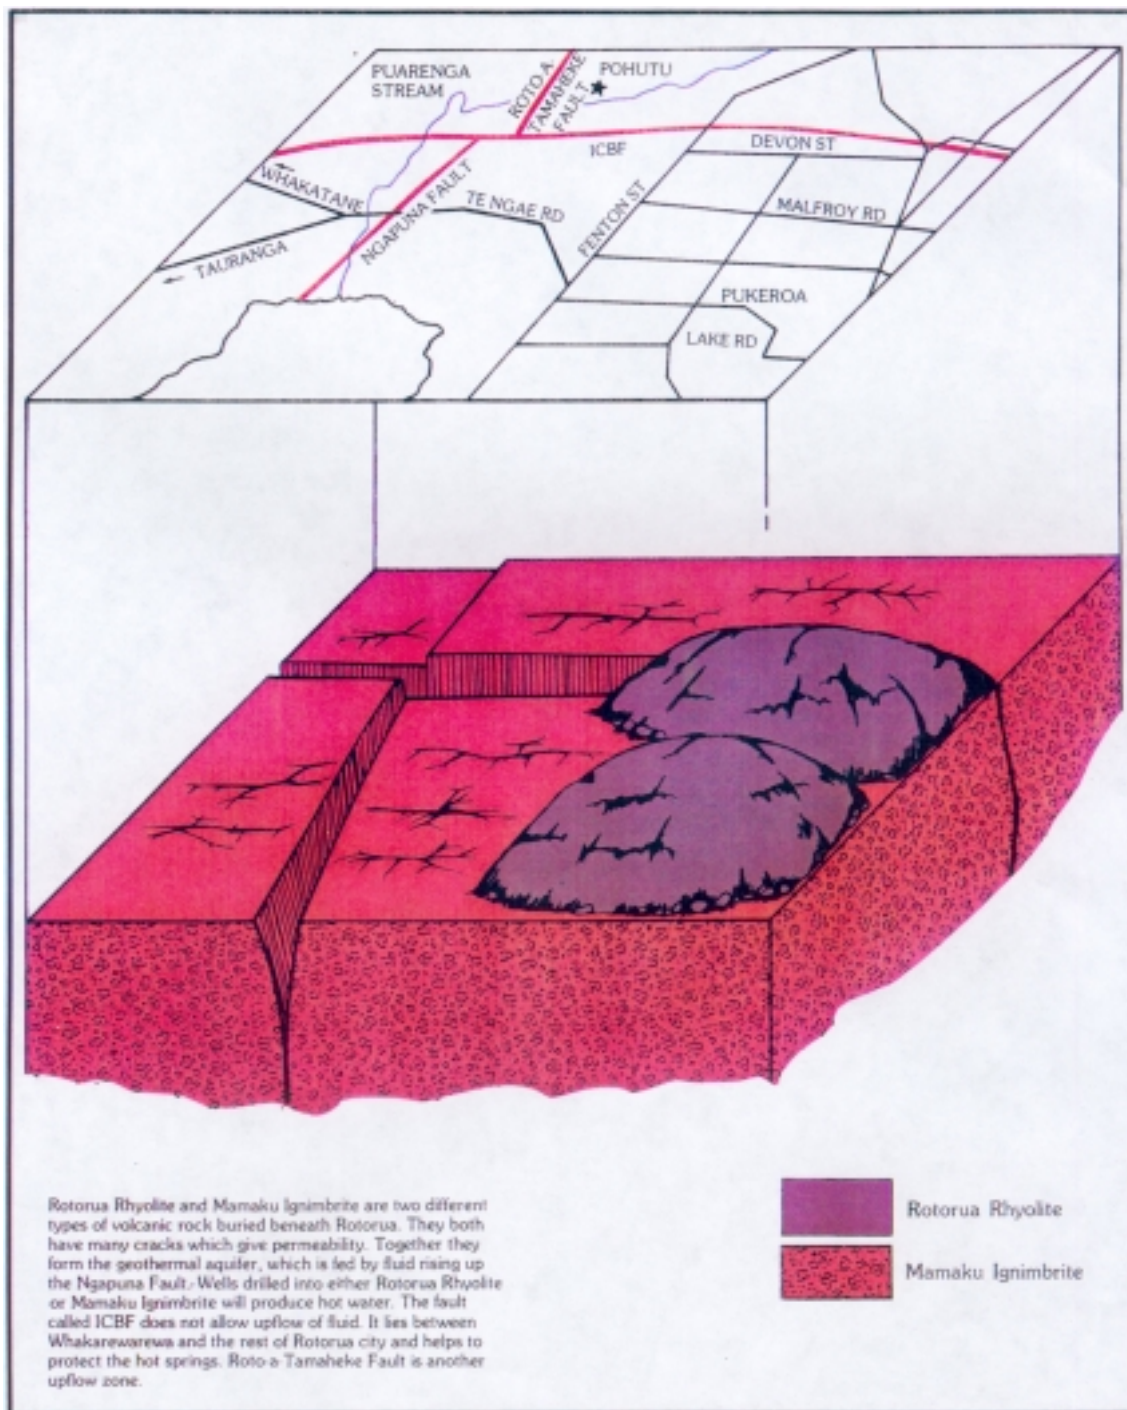 PUARENGA
STREAM
ROTO A
TAMAHEKE
FAULT
POHUTU
ICBF
DEVON ST
WHAKATANE
NGAPUNA FAULT
TE NGAE RD
FENTON ST
MALFROY RD
TAURANGA
PUKEROA
LAKE RD
Rotorua Rhyolite and Mamaku Ignimbrite are two different
types of volcanic rock buried beneath Rotorua. They both
have many cracks which give permeability. Together they
form the geothermal aquifer, which is fed by fluid rising up
the Ngapuna Fault. Wells drilled into either Rotorua Rhyolite
or Mamaku Ignimbrite will produce hot water. The fault
called ICBF does not allow upflow of fluid. It lies between
Whakarewarewa and the rest of Rotorua city and helps to
protect the hot springs. Roto-a-Tamaheke Fault is another
upflow zone.
Rotorua Rhyolite
Mamaku Ignimbrite